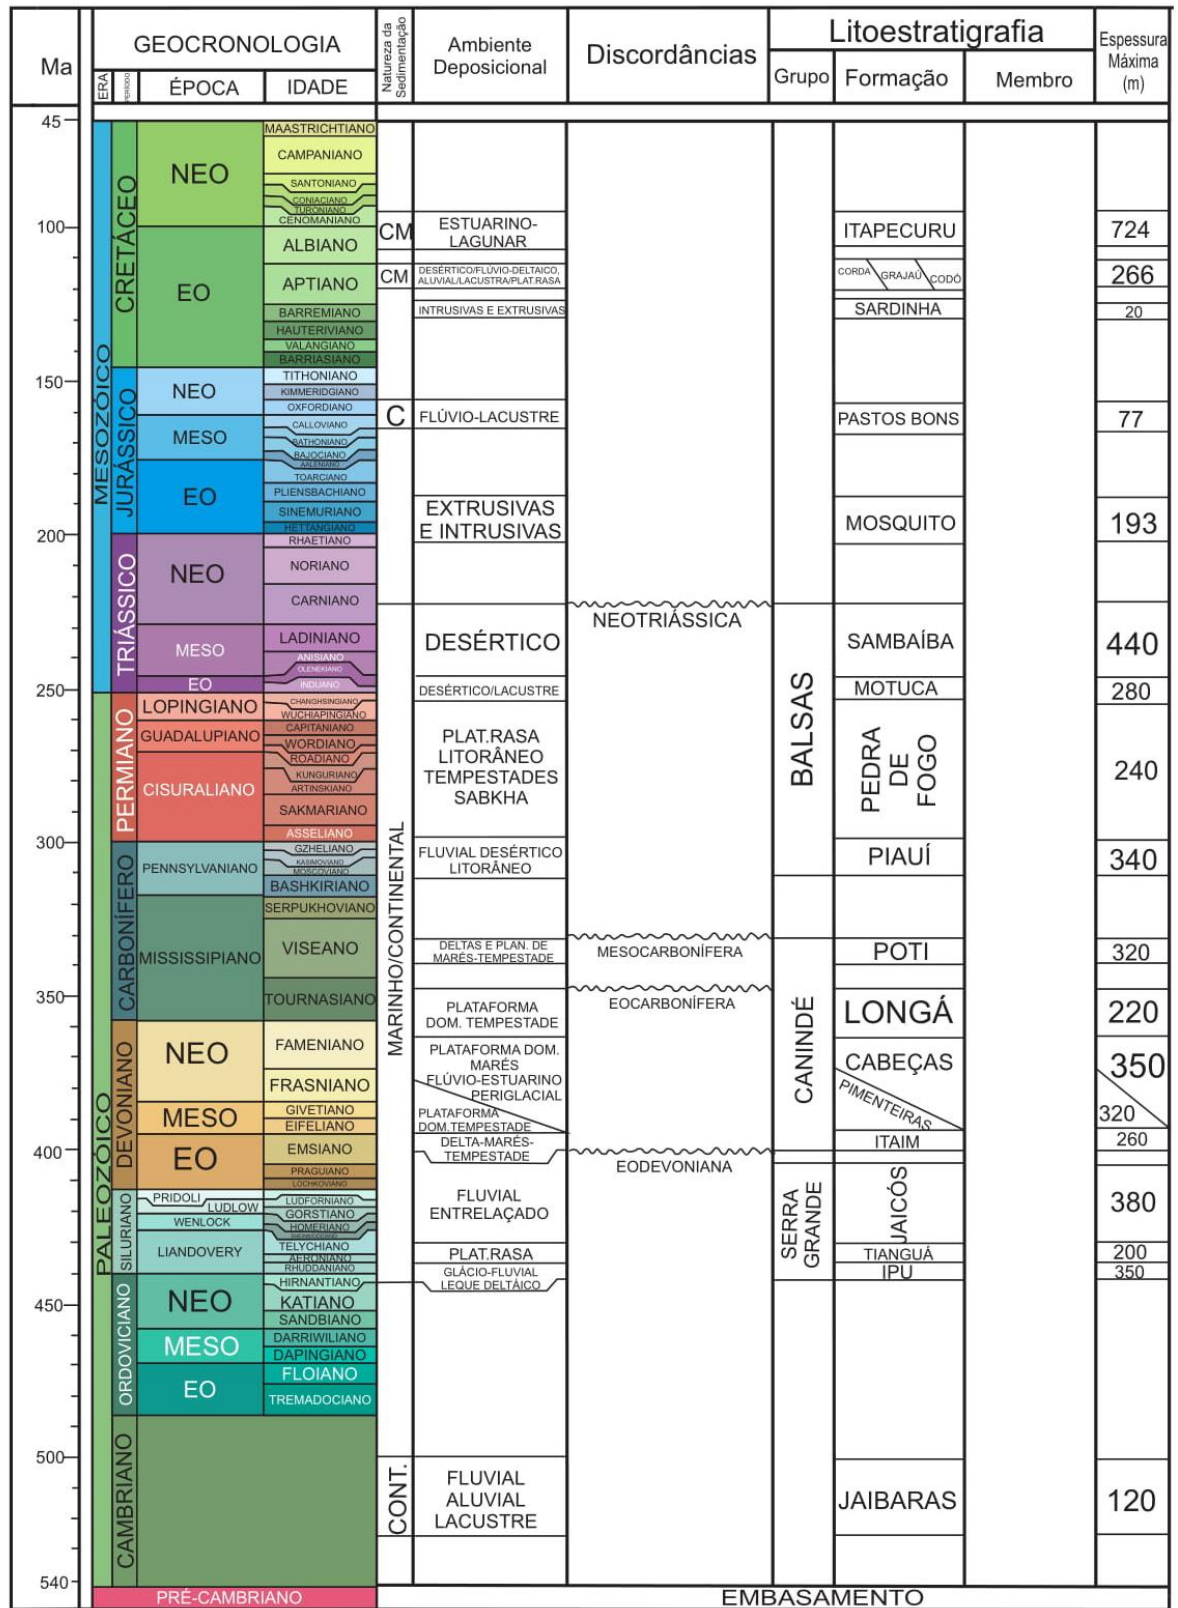 Ma
GEOCRONOLOGIA
ERA
PERÍODO
ÉPOCA
IDADE
Natureza da
Sedimentação
Ambiente
Deposicional
Discordâncias
Litoestratigrafia
Grupo
Formação
Membro
Espessura
Máxima
(m)
45
100
150
200
250
300
350
400
450
500
540
MESOZÓICO
PALEOZÓICO
CRETÁCEO
JURÁSSICO
TRIÁSSICO
PERMIANO
CARBONÍFERO
DEVONIANO
SILURIANO
ORDOVICIANO
CAMBRIANO
PRÉ-CAMBRIANO
NEO
EO
NEO
MESO
EO
NEO
MESO
EO
LOPINGIANO
GUADALUPIANO
CISURALIANO
PENNSYLVANIANO
MISSISSIPIANO
NEO
MESO
EO
PRIDOLI
LUDLOW
WENLOCK
LIANDOVERY
NEO
MESO
EO
MAASTRICHTIANO
CAMPANIANO
SANTONIANO
CONIACIANO
TURONIANO
CENOMANIANO
ALBIANO
APTIANO
BARREMIANO
HAUTERIVIANO
VALANGIANO
BARRIASIANO
TITHONIANO
KIMMERIDGIANO
OXFORDIANO
CALLOVIANO
BATHONIANO
BAJOCIANO
AALENIANO
TOARCIANO
PLIENSBACHIANO
SINEMURIANO
HETTANGIANO
RHAETIANO
NORIANO
CARNIANO
LADINIANO
ANISIANO
OLENEKIANO
INDUANO
CHANGHSINGIANO
WUCHIAPINGIANO
CAPITANIANO
WORDIANO
ROADIANO
KUNGURIANO
ARTINSKIANO
SAKMARIANO
ASSELIANO
GZHELIANO
KASIMOVIANO
MOSCOVIANO
BASHKIRIANO
SERPUKHOVIANO
VISEANO
TOURNASIANO
FAMENIANO
FRASNIANO
GIVETIANO
EIFELIANO
EMSIANO
PRAGUIANO
LOCHKOVIANO
LUDFORNIANO
GORSTIANO
HOMERIANO
TELYCHIANO
AERONIANO
RHUDDANIANO
HIRNANTIANO
KATIANO
SANDBIANO
DARRIWILIANO
DAPINGIANO
FLOIANO
TREMADOCIANO
CM
CM
C
MARINHO/CONTINENTAL
CONT.
ESTUARINO-
LAGUNAR
DESÉRTICO/FLÚVIO-DELTAICO,
ALUVIAL/LACUSTRA/PLAT.RASA
INTRUSIVAS E EXTRUSIVAS
FLÚVIO-LACUSTRE
EXTRUSIVAS
E INTRUSIVAS
DESÉRTICO
DESÉRTICO/LACUSTRE
PLAT.RASA
LITORÂNEO
TEMPESTADES
SABKHA
FLUVIAL DESÉRTICO
LITORÂNEO
DELTAS E PLAN. DE
MARÉS-TEMPESTADE
PLATAFORMA
DOM. TEMPESTADE
PLATAFORMA DOM.
MARÉS
FLÚVIO-ESTUARINO
PERIGLACIAL
PLATAFORMA
DOM.TEMPESTADE
DELTA-MARÉS-
TEMPESTADE
FLUVIAL
ENTRELAÇADO
PLAT.RASA
GLÁCIO-FLUVIAL
LEQUE DELTÁICO
FLUVIAL
ALUVIAL
LACUSTRE
NEOTRIÁSSICA
MESOCARBONÍFERA
EOCARBONÍFERA
EODEVONIANA
BALSAS
CANINDÉ
SERRA
GRANDE
ITAPECURU
CORDA
GRAJAÚ
CODÓ
SARDINHA
PASTOS BONS
MOSQUITO
SAMBAÍBA
MOTUCA
PEDRA
DE
FOGO
PIAUÍ
POTI
LONGÁ
CABEÇAS
PIMENTEIRAS
ITAIM
JAICÓS
TIANGUÁ
IPU
JAIBARAS
724
266
20
77
193
440
280
240
340
320
220
350
320
260
380
200
350
120
EMBASAMENTO